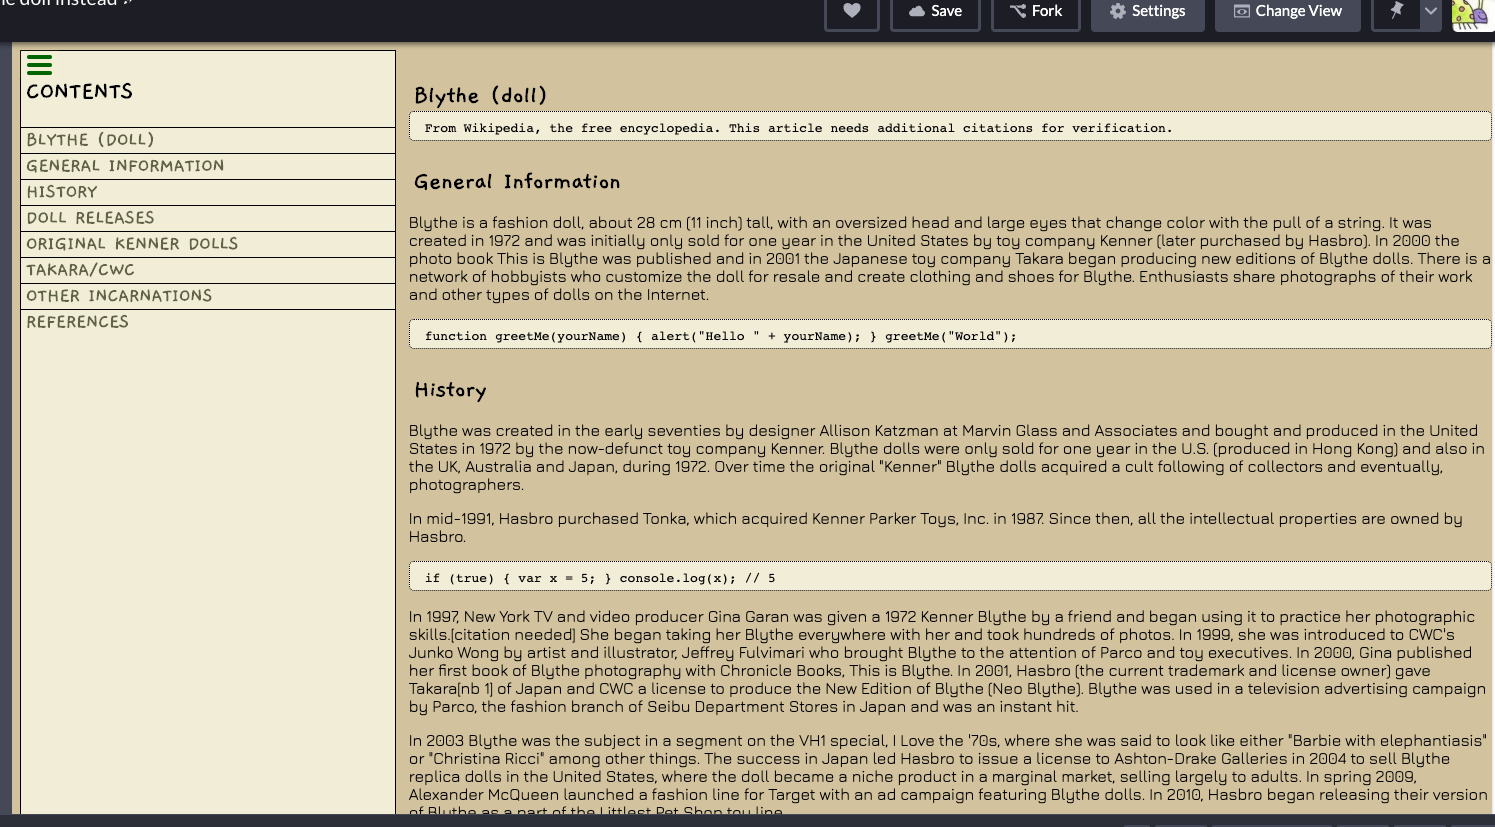 the doll instead
Save
Fork
Settings
Change View
CONTENTS
BLYTHE (DOLL)
GENERAL INFORMATION
HISTORY
DOLL RELEASES
ORIGINAL KENNER DOLLS
TAKARA/CWC
OTHER INCARNATIONS
REFERENCES
Blythe (doll)
From Wikipedia, the free encyclopedia. This article needs additional citations for verification.
General Information
Blythe is a fashion doll, about 28 cm (11 inch) tall, with an oversized head and large eyes that change color with the pull of a string. It was
created in 1972 and was initially only sold for one year in the United States by toy company Kenner (later purchased by Hasbro). In 2000 the
photo book This is Blythe was published and in 2001 the Japanese toy company Takara began producing new editions of Blythe dolls. There is a
network of hobbyists who customize the doll for resale and create clothing and shoes for Blythe. Enthusiasts share photographs of their work
and other types of dolls on the Internet.
function greetMe(yourName) { alert("Hello " + yourName); } greetMe("World");
History
Blythe was created in the early seventies by designer Allison Katzman at Marvin Glass and Associates and bought and produced in the United
States in 1972 by the now-defunct toy company Kenner. Blythe dolls were only sold for one year in the U.S. (produced in Hong Kong) and also in
the UK, Australia and Japan, during 1972. Over time the original "Kenner" Blythe dolls acquired a cult following of collectors and eventually,
photographers.
In mid-1991, Hasbro purchased Tonka, which acquired Kenner Parker Toys, Inc. in 1987. Since then, all the intellectual properties are owned by
Hasbro.
if (true) { var x = 5; } console.log(x); // 5
In 1997, New York TV and video producer Gina Garan was given a 1972 Kenner Blythe by a friend and began using it to practice her photographic
skills.[citation needed] She began taking her Blythe everywhere with her and took hundreds of photos. In 1999, she was introduced to CWC's
Junko Wong by artist and illustrator, Jeffrey Fulvimari who brought Blythe to the attention of Parco and toy executives. In 2000, Gina published
her first book of Blythe photography with Chronicle Books, This is Blythe. In 2001, Hasbro (the current trademark and license owner) gave
Takara[nb 1] of Japan and CWC a license to produce the New Edition of Blythe (Neo Blythe). Blythe was used in a television advertising campaign
by Parco, the fashion branch of Seibu Department Stores in Japan and was an instant hit.
In 2003 Blythe was the subject in a segment on the VH1 special, I Love the '70s, where she was said to look like either "Barbie with elephantiasis"
or "Christina Ricci" among other things. The success in Japan led Hasbro to issue a license to Ashton-Drake Galleries in 2004 to sell Blythe
replica dolls in the United States, where the doll became a niche product in a marginal market, selling largely to adults. In spring 2009,
Alexander McQueen launched a fashion line for Target with an ad campaign featuring Blythe dolls. In 2010, Hasbro began releasing their version
of Blythe as a part of the Littlest Pet Shop toy line.